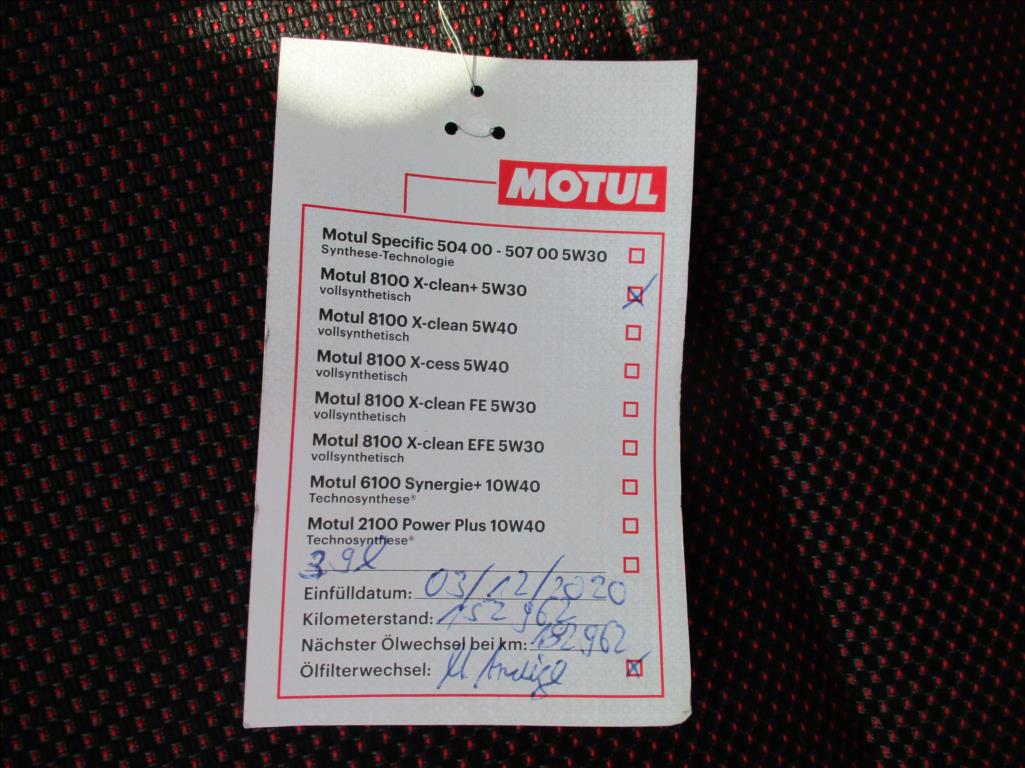 MOTUL
Motul Specific 504 00 - 507 00 5W30
Synthese-Technologie
Motul 8100 X-clean+ 5W30
vollsynthetisch
Motul 8100 X-clean 5W40
vollsynthetisch
Motul 8100 X-cess 5W40
vollsynthetisch
Motul 8100 X-clean FE 5W30
vollsynthetisch
Motul 8100 X-clean EFE 5W30
vollsynthetisch
Motul 6100 Synergie+ 10W40
Technosynthese®
Motul 2100 Power Plus 10W40
Technosynthese®
3,9l
Einfülldatum: 03/12/2020
Kilometerstand: 152 962
Nächster Ölwechsel bei km: 182962
Ölfilterwechsel: